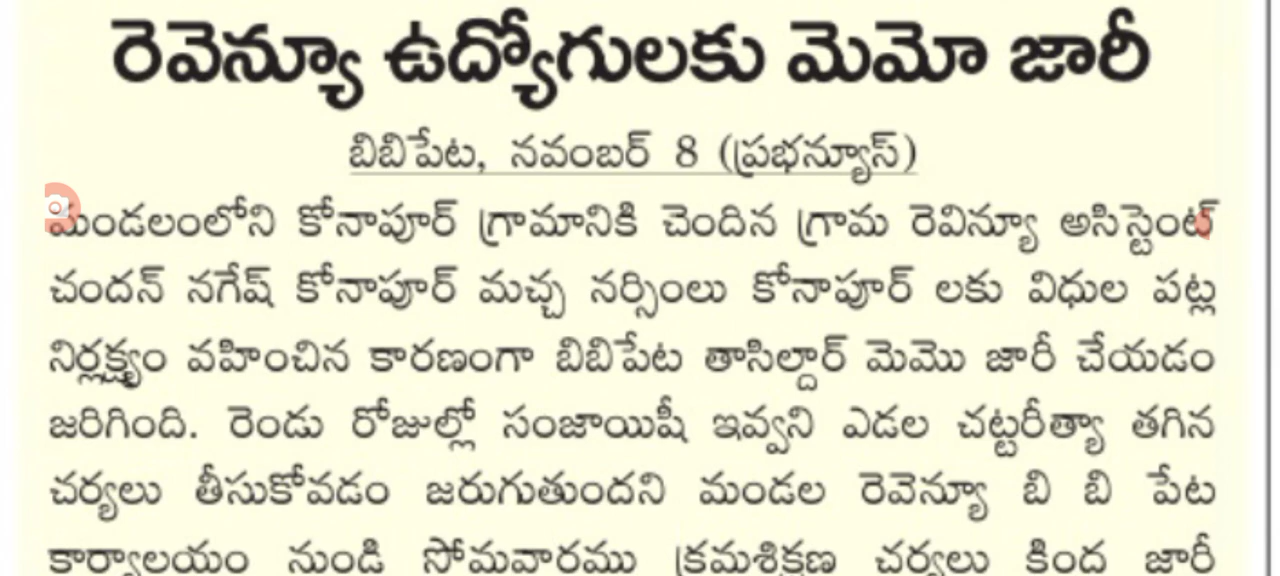 రెవెన్యూ ఉద్యోగులకు మెమో జారీ
బిబిపేట, నవంబర్ 8 (ప్రభన్యూస్)
మండలంలోని కోనాపూర్ గ్రామానికి చెందిన గ్రామ రెవిన్యూ అసిస్టెంట్
చందన్ నగేష్ కోనాపూర్ మచ్చ నర్సింలు కోనాపూర్ లకు విధుల పట్ల
నిర్లక్ష్యం వహించిన కారణంగా బిబిపేట తాసిల్దార్ మెమొ జారీ చేయడం
జరిగింది. రెండు రోజుల్లో సంజాయిషీ ఇవ్వని ఎడల చట్టరీత్యా తగిన
చర్యలు తీసుకోవడం జరుగుతుందని మండల రెవెన్యూ బి బి పేట
కార్యాలయం నుండి సోమవారము క్రమశిక్షణ చర్యలు కింద జారీ